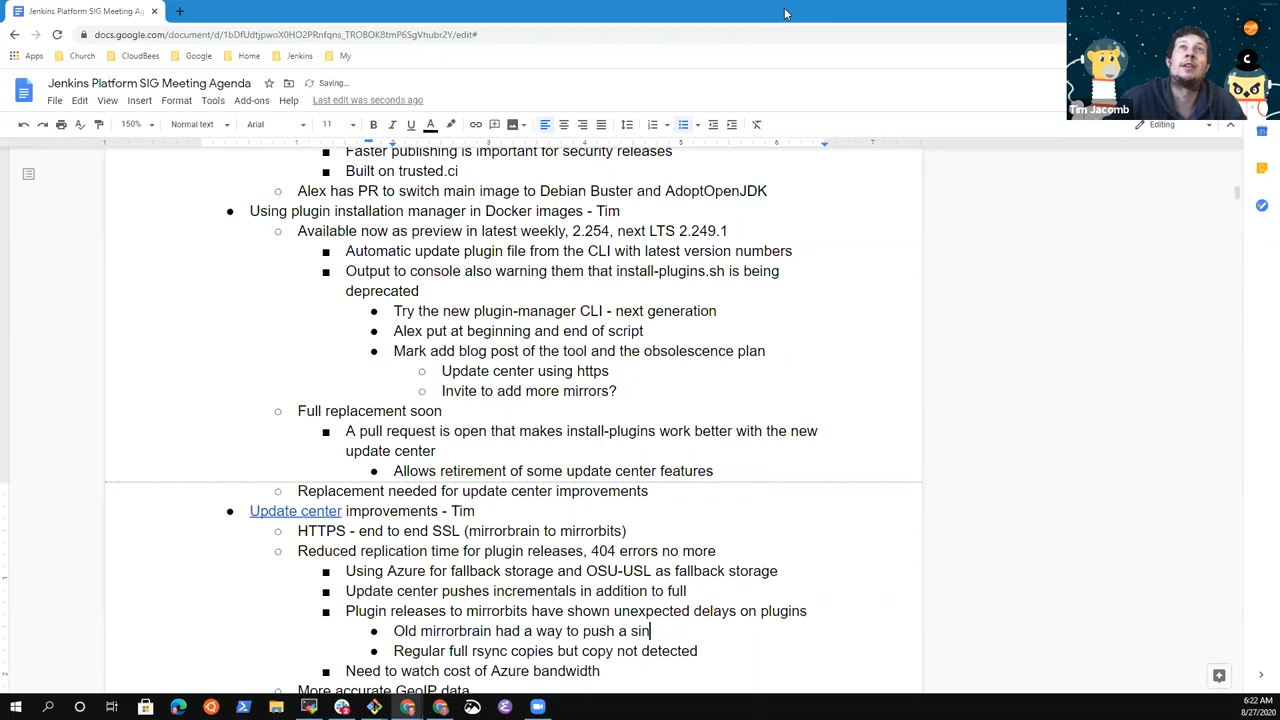 Jenkins Platform SIG Meeting Ag
docs.google.com/document/d/1bDfUdtjpwoX0HO2PRnfqns_TROBOK8tmP6SgVhubr2Y/edit#
Apps Church CloudBees Google Home Jenkins My
Jenkins Platform SIG Meeting Agenda Saving...
File Edit View Insert Format Tools Add-ons Help Last edit was seconds ago
Tim Jacomb
150% Normal text Arial 11 Editing
1 1 2 3 4 5 6 7
Faster publishing is important for security releases
Built on trusted.ci
Alex has PR to switch main image to Debian Buster and AdoptOpenJDK
Using plugin installation manager in Docker images - Tim
Available now as preview in latest weekly, 2.254, next LTS 2.249.1
Automatic update plugin file from the CLI with latest version numbers
Output to console also warning them that install-plugins.sh is being
deprecated
Try the new plugin-manager CLI - next generation
Alex put at beginning and end of script
Mark add blog post of the tool and the obsolescence plan
Update center using https
Invite to add more mirrors?
Full replacement soon
A pull request is open that makes install-plugins work better with the new
update center
Allows retirement of some update center features
Replacement needed for update center improvements
Update center improvements - Tim
HTTPS - end to end SSL (mirrorbrain to mirrorbits)
Reduced replication time for plugin releases, 404 errors no more
Using Azure for fallback storage and OSU-USL as fallback storage
Update center pushes incrementals in addition to full
Plugin releases to mirrorbits have shown unexpected delays on plugins
Old mirrorbrain had a way to push a sin
Regular full rsync copies but copy not detected
Need to watch cost of Azure bandwidth
More accurate GeoIP data
6:22 AM
8/27/2020